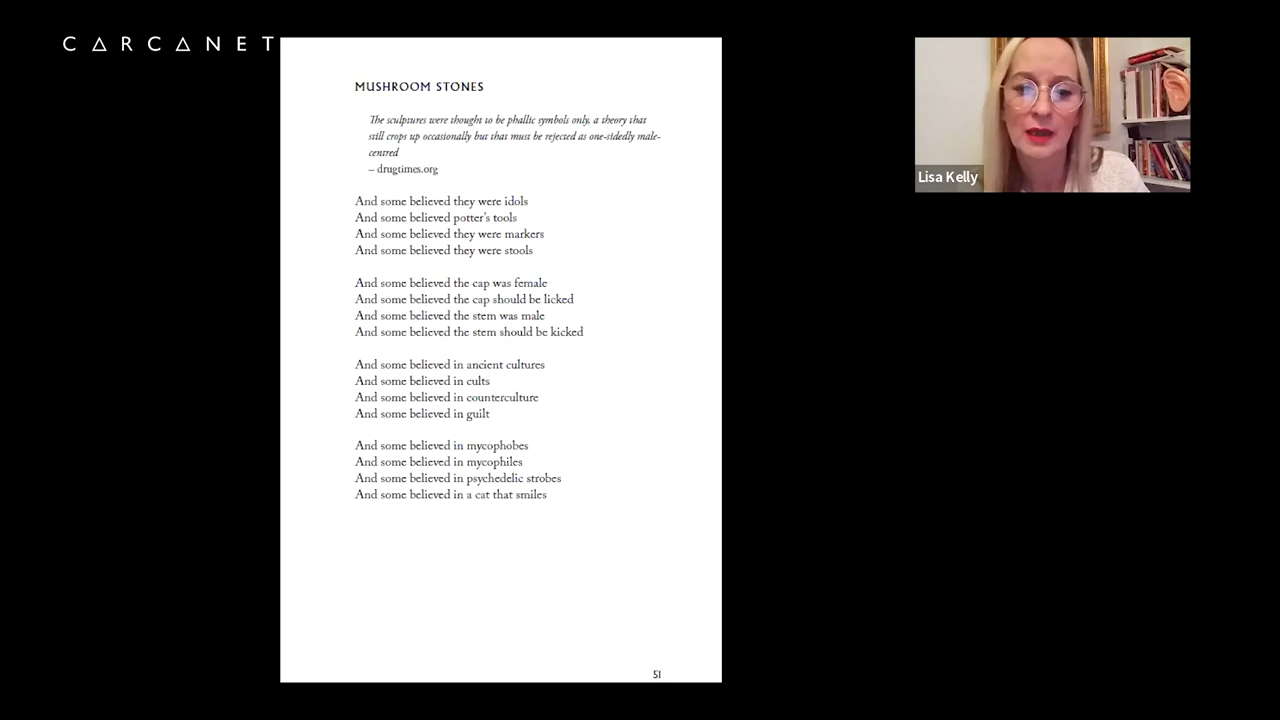 CARCANET
MUSHROOM STONES
The sculptures were thought to be phallic symbols only, a theory that
still crops up occasionally but that must be rejected as one-sidedly male-
centred
– drugtimes.org
And some believed they were idols
And some believed potter's tools
And some believed they were markers
And some believed they were stools
And some believed the cap was female
And some believed the cap should be licked
And some believed the stem was male
And some believed the stem should be kicked
And some believed in ancient cultures
And some believed in cults
And some believed in counterculture
And some believed in guilt
And some believed in mycophobes
And some believed in mycophiles
And some believed in psychedelic strobes
And some believed in a cat that smiles
51
Lisa Kelly